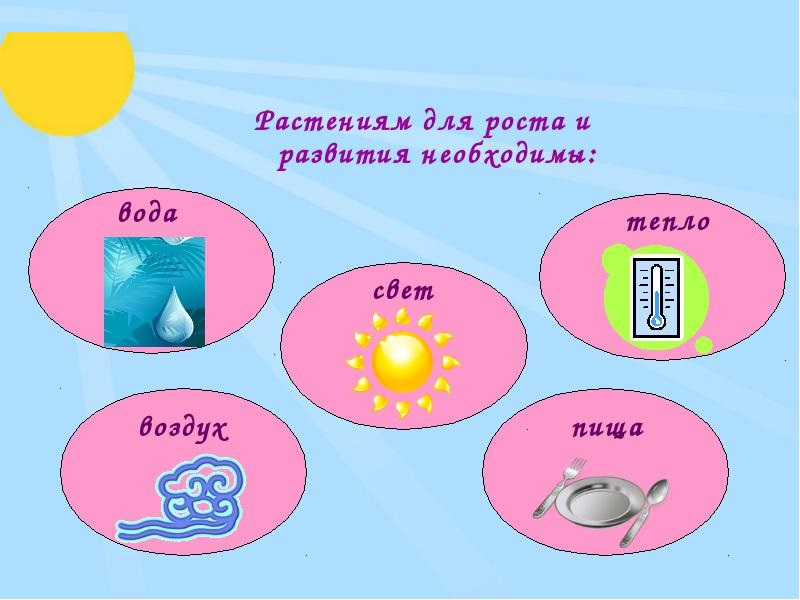 Растениям для роста и
развития необходимы:
вода
тепло
свет
воздух
пища